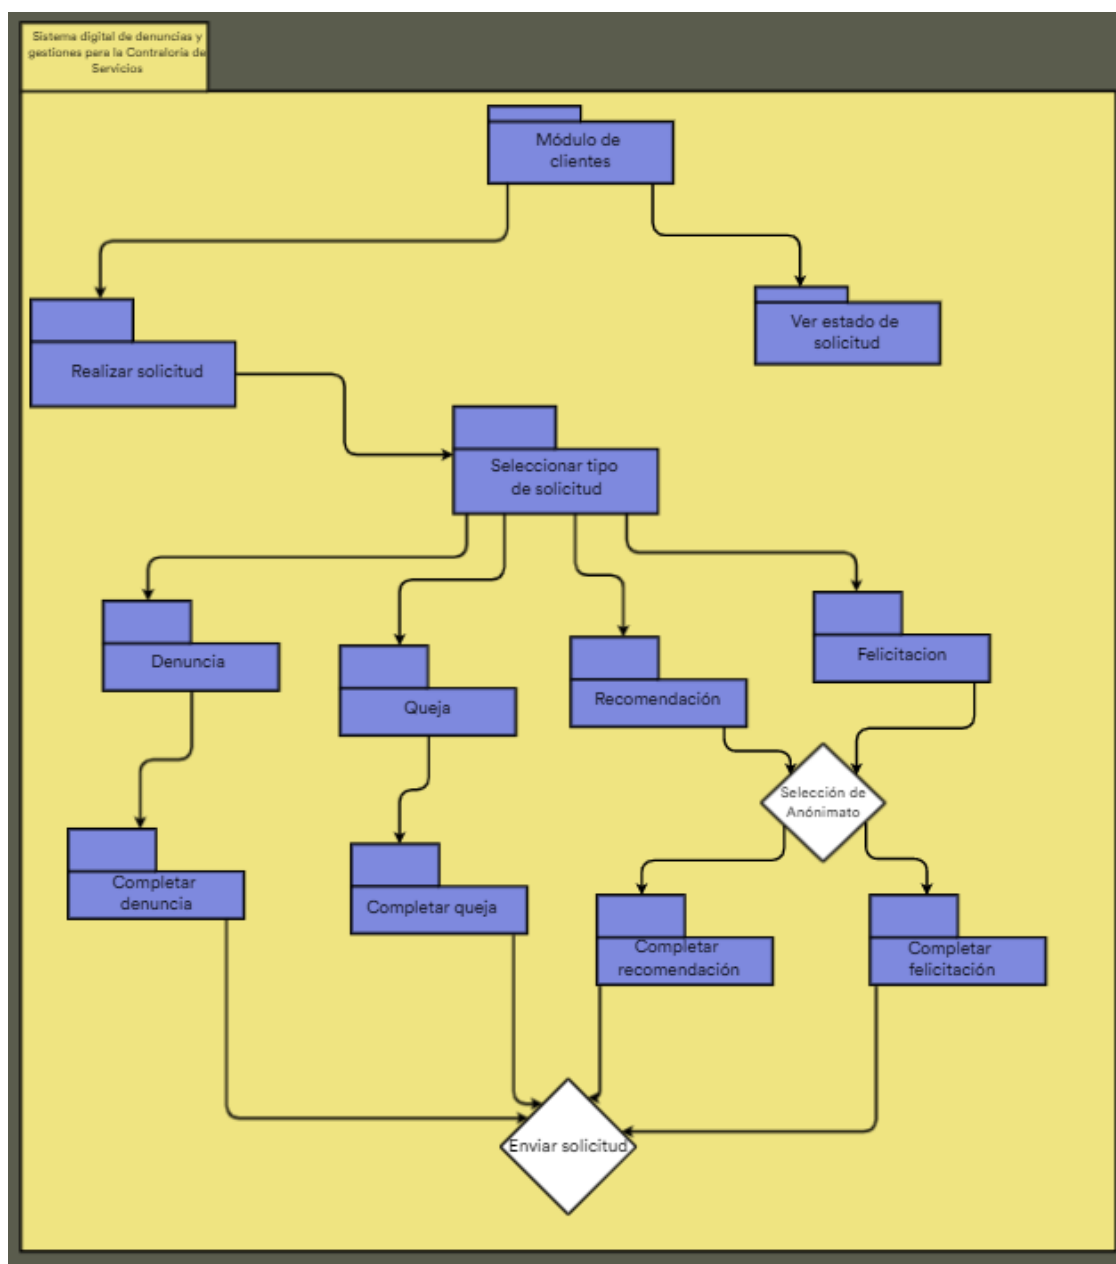 Sistema digital de denuncias y
gestiones para la Contraloría de
Servicios
Módulo de
clientes
Ver estado de
solicitud
Realizar solicitud
Seleccionar tipo
de solicitud
Denuncia
Queja
Recomendación
Felicitacion
Selección de
Anónimato
Completar
denuncia
Completar queja
Completar
recomendación
Completar
felicitación
Enviar solicitud